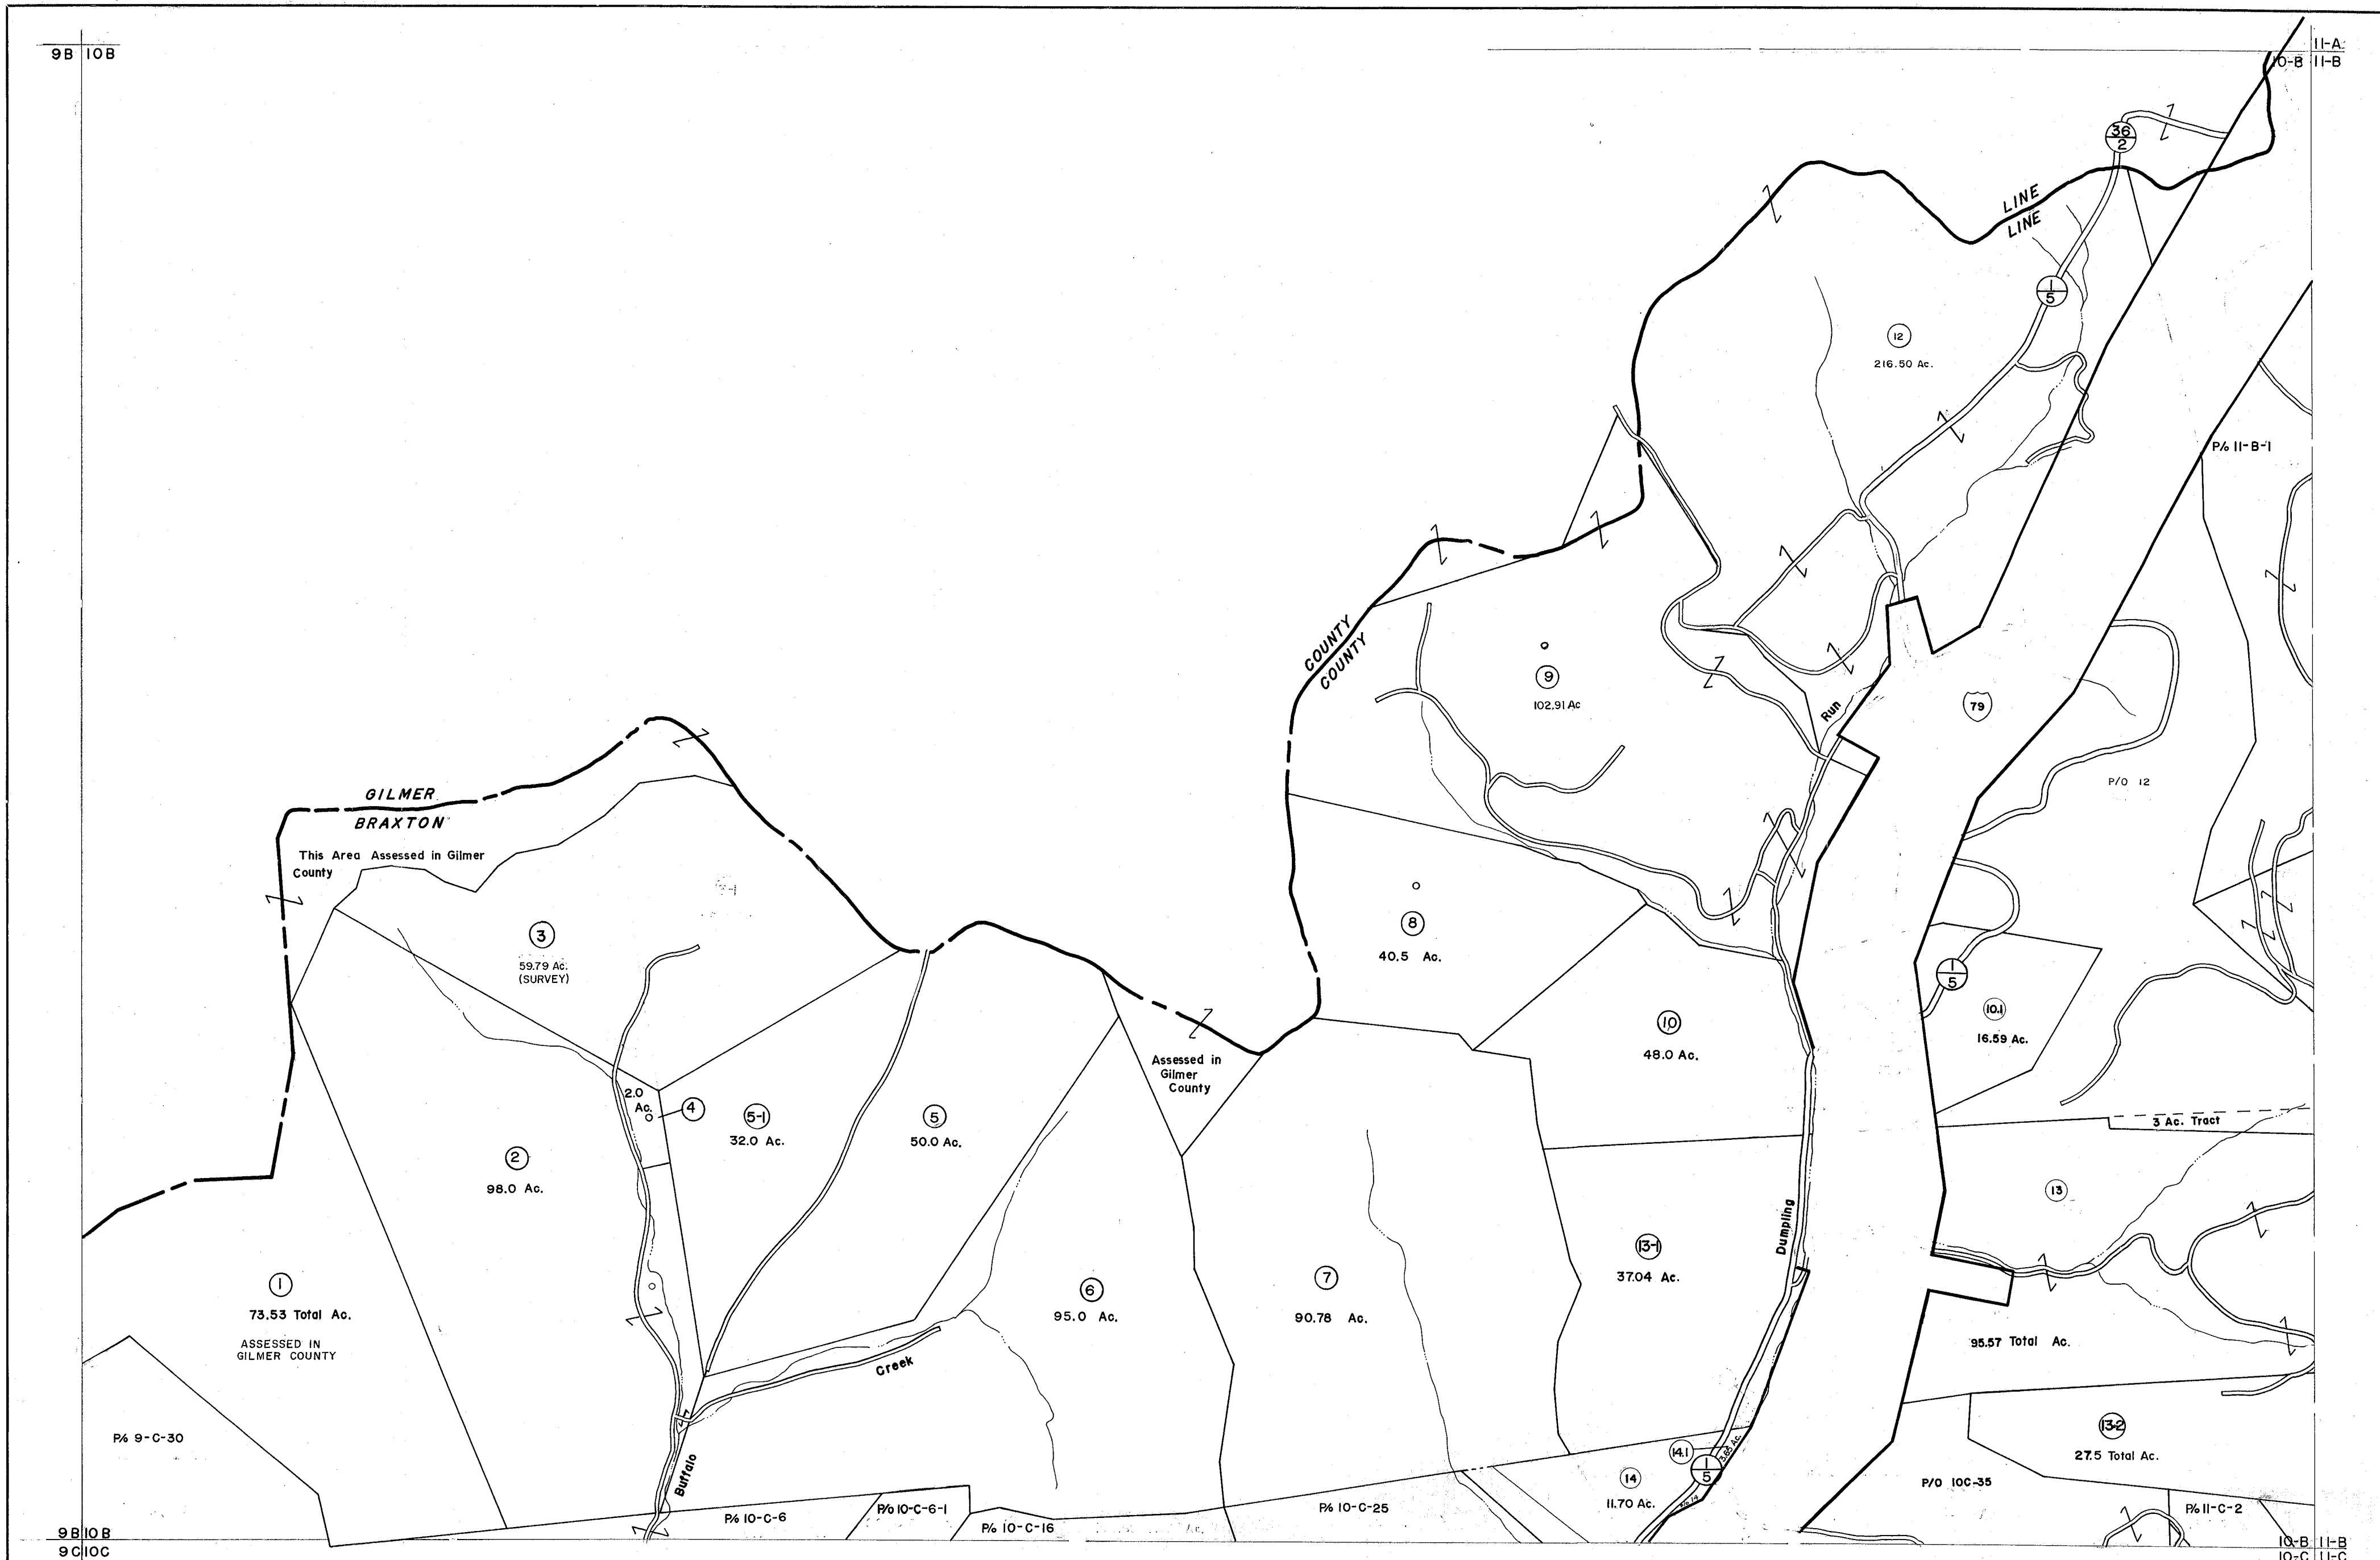 9B 10B
11-A
10-B 11-B
36
2
LINE
LINE
1
5
12
216.50 Ac.
P/o 11-B-1
COUNTY
COUNTY
9
102.91 Ac
Run
79
P/O 12
GILMER
BRAXTON
This Area Assessed in Gilmer
County
3
59.79 Ac.
(SURVEY)
8
40.5 Ac.
1
5
10.1
16.59 Ac.
10
48.0 Ac.
Assessed in
Gilmer
County
2.0
Ac.
4
5-1
32.0 Ac.
5
50.0 Ac.
3 Ac. Tract
2
98.0 Ac.
13
Dumpling
13-1
37.04 Ac.
1
73.53 Total Ac.
ASSESSED IN
GILMER COUNTY
6
95.0 Ac.
7
90.78 Ac.
95.57 Total Ac.
Creek
P/o 9-C-30
13-2
27.5 Total Ac.
14.1
3.65 Ac.
1
5
14
11.70 Ac.
Buffalo
P/O 10C-35
P/o 10-C-6
P/o 10-C-6-1
P/o 10-C-16
P/o 10-C-25
P/o 11-C-2
9B 10B
9C 10C
10-B 11-B
10-C 11-C